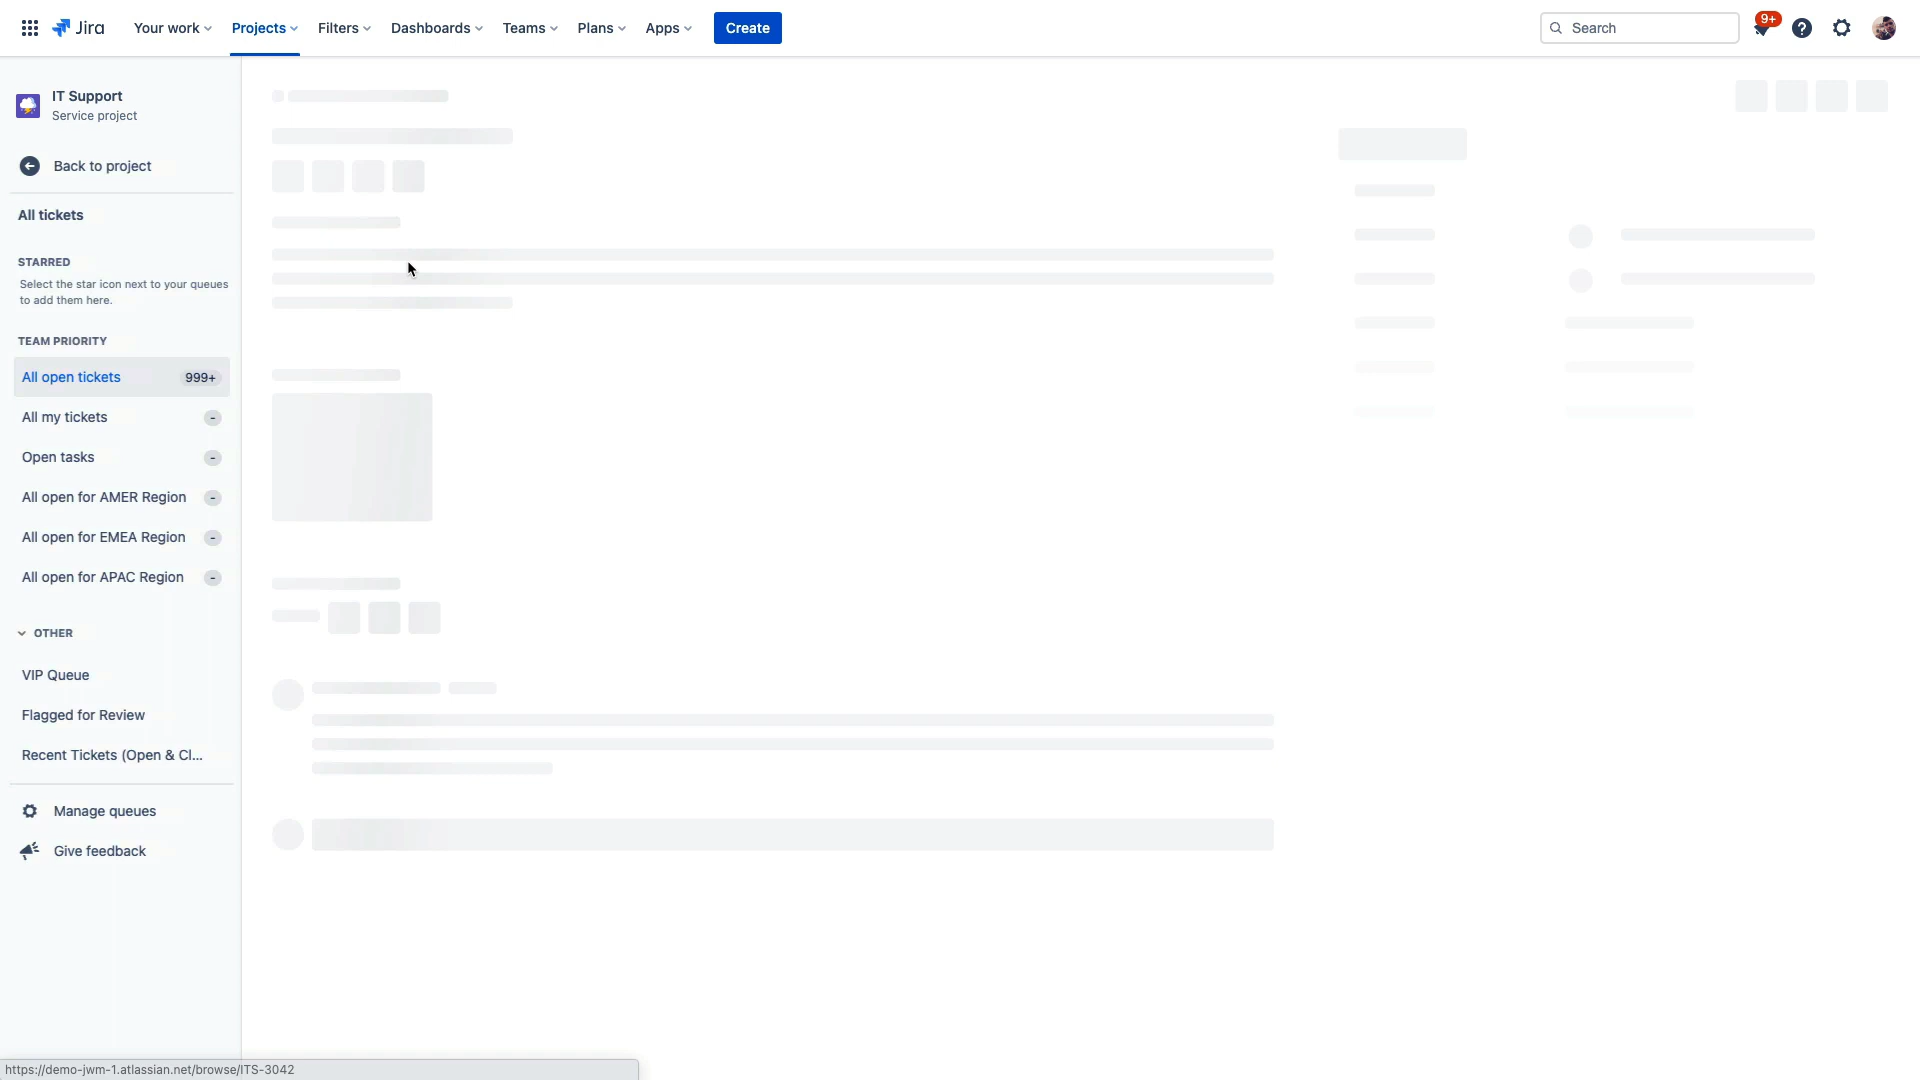 Jira
Your work
Projects
Filters
Dashboards
Teams
Plans
Apps
Create
Search
9+
IT Support
Service project
Back to project
All tickets
STARRED
Select the star icon next to your queues
to add them here.
TEAM PRIORITY
All open tickets 999+
All my tickets -
Open tasks -
All open for AMER Region -
All open for EMEA Region -
All open for APAC Region -
OTHER
VIP Queue
Flagged for Review
Recent Tickets (Open & Cl...
Manage queues
Give feedback
https://demo-jwm-1.atlassian.net/browse/ITS-3042